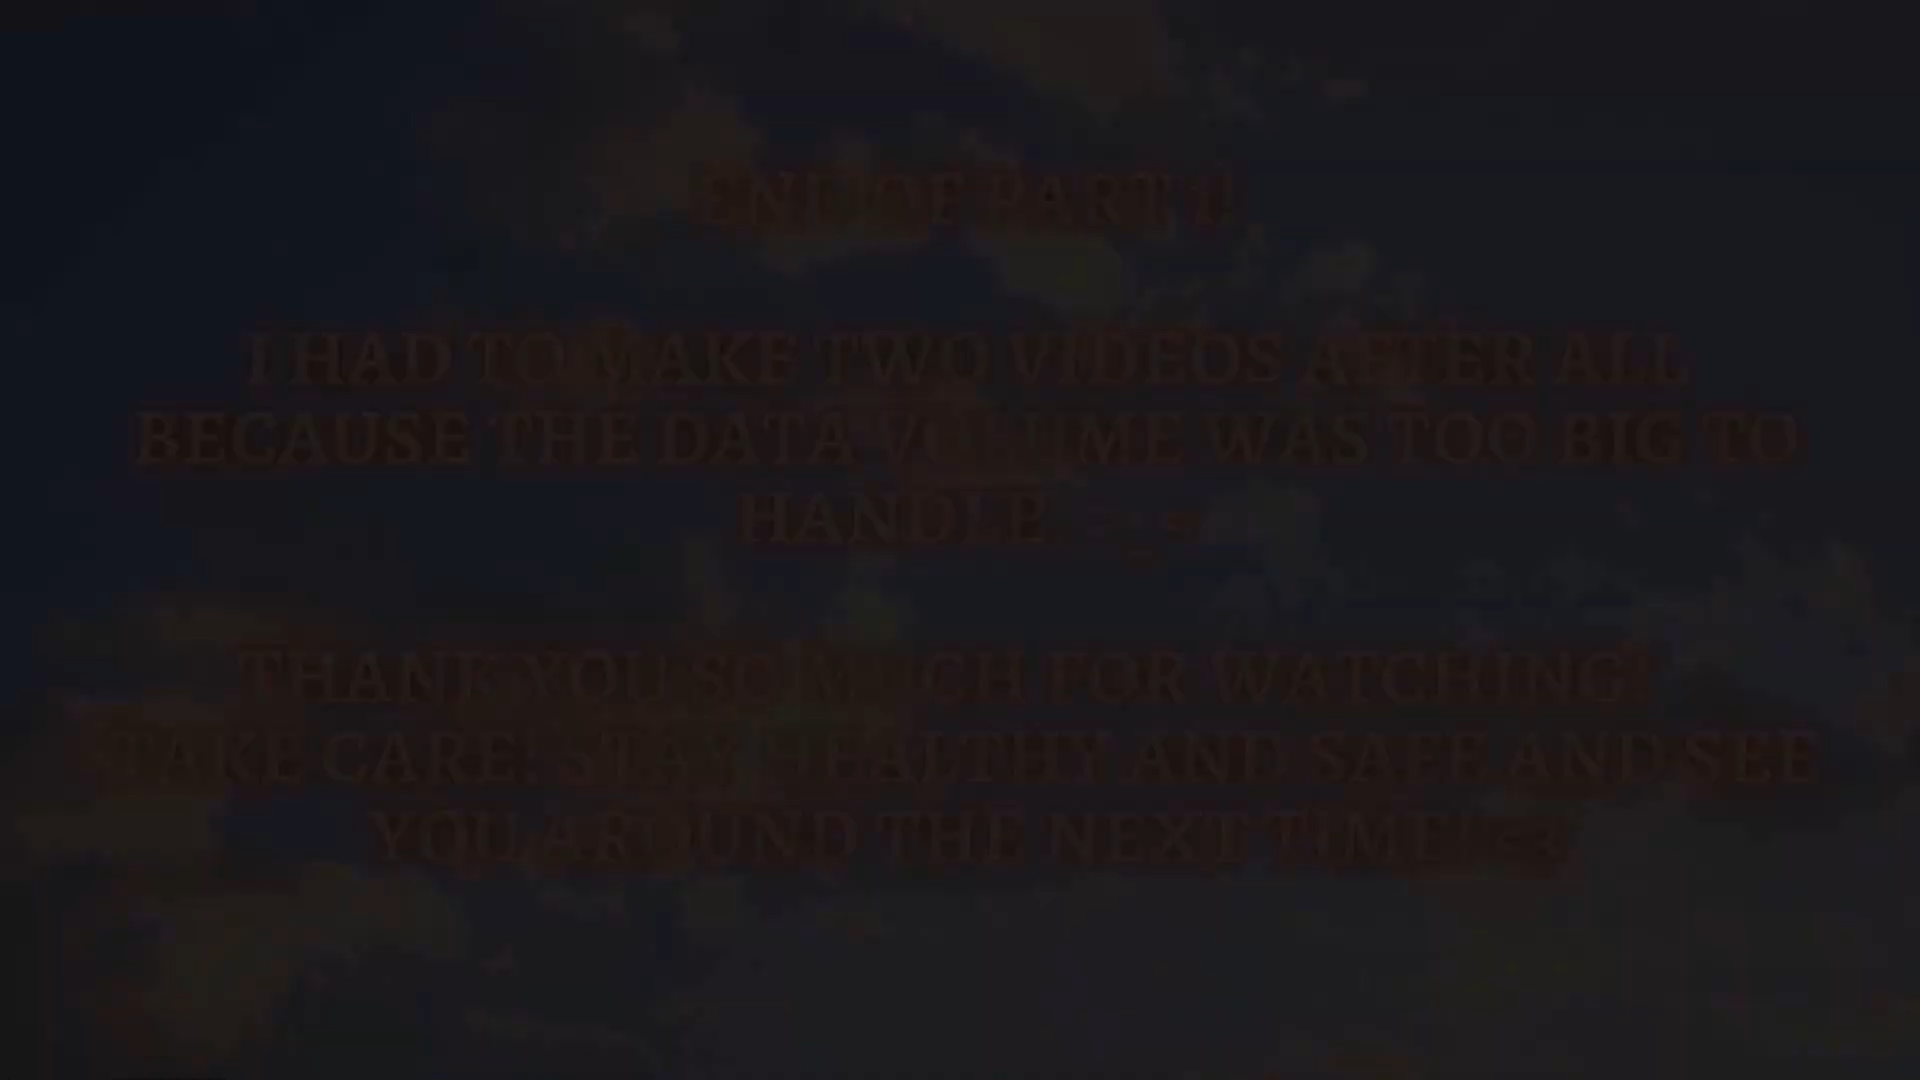 END OF PART 1!
I HAD TO MAKE TWO VIDEOS AFTER ALL
BECAUSE THE DATA VOLUME WAS TOO BIG TO
HANDLE
THANK YOU SO MUCH FOR WATCHING!
TAKE CARE! STAY HEALTHY AND SAFE AND SEE
YOU AROUND THE NEXT TIME! <3